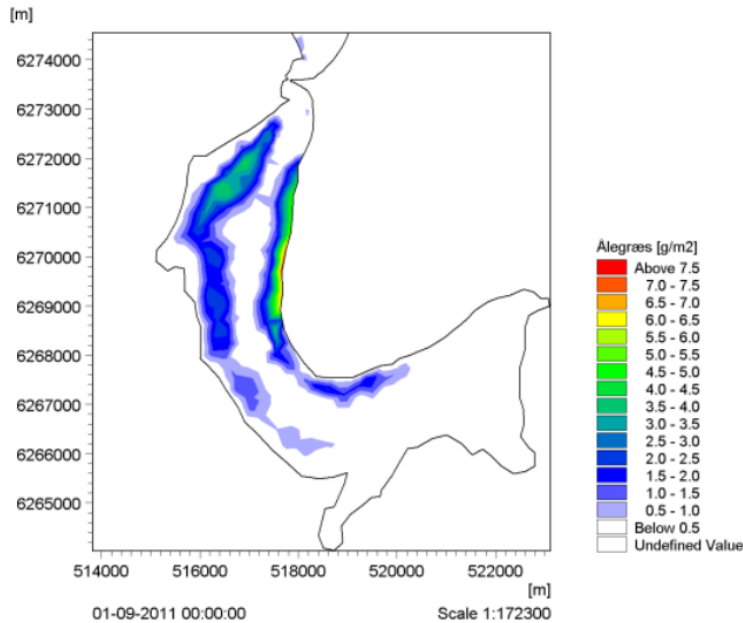 [m]
6274000
6273000
6272000
6271000
6270000
6269000
6268000
6267000
6266000
6265000
514000 516000 518000 520000 522000
[m]
01-09-2011 00:00:00 Scale 1:172300
Ålegræs [g/m2]
Above 7.5
7.0 - 7.5
6.5 - 7.0
6.0 - 6.5
5.5 - 6.0
5.0 - 5.5
4.5 - 5.0
4.0 - 4.5
3.5 - 4.0
3.0 - 3.5
2.5 - 3.0
2.0 - 2.5
1.5 - 2.0
1.0 - 1.5
0.5 - 1.0
Below 0.5
Undefined Value